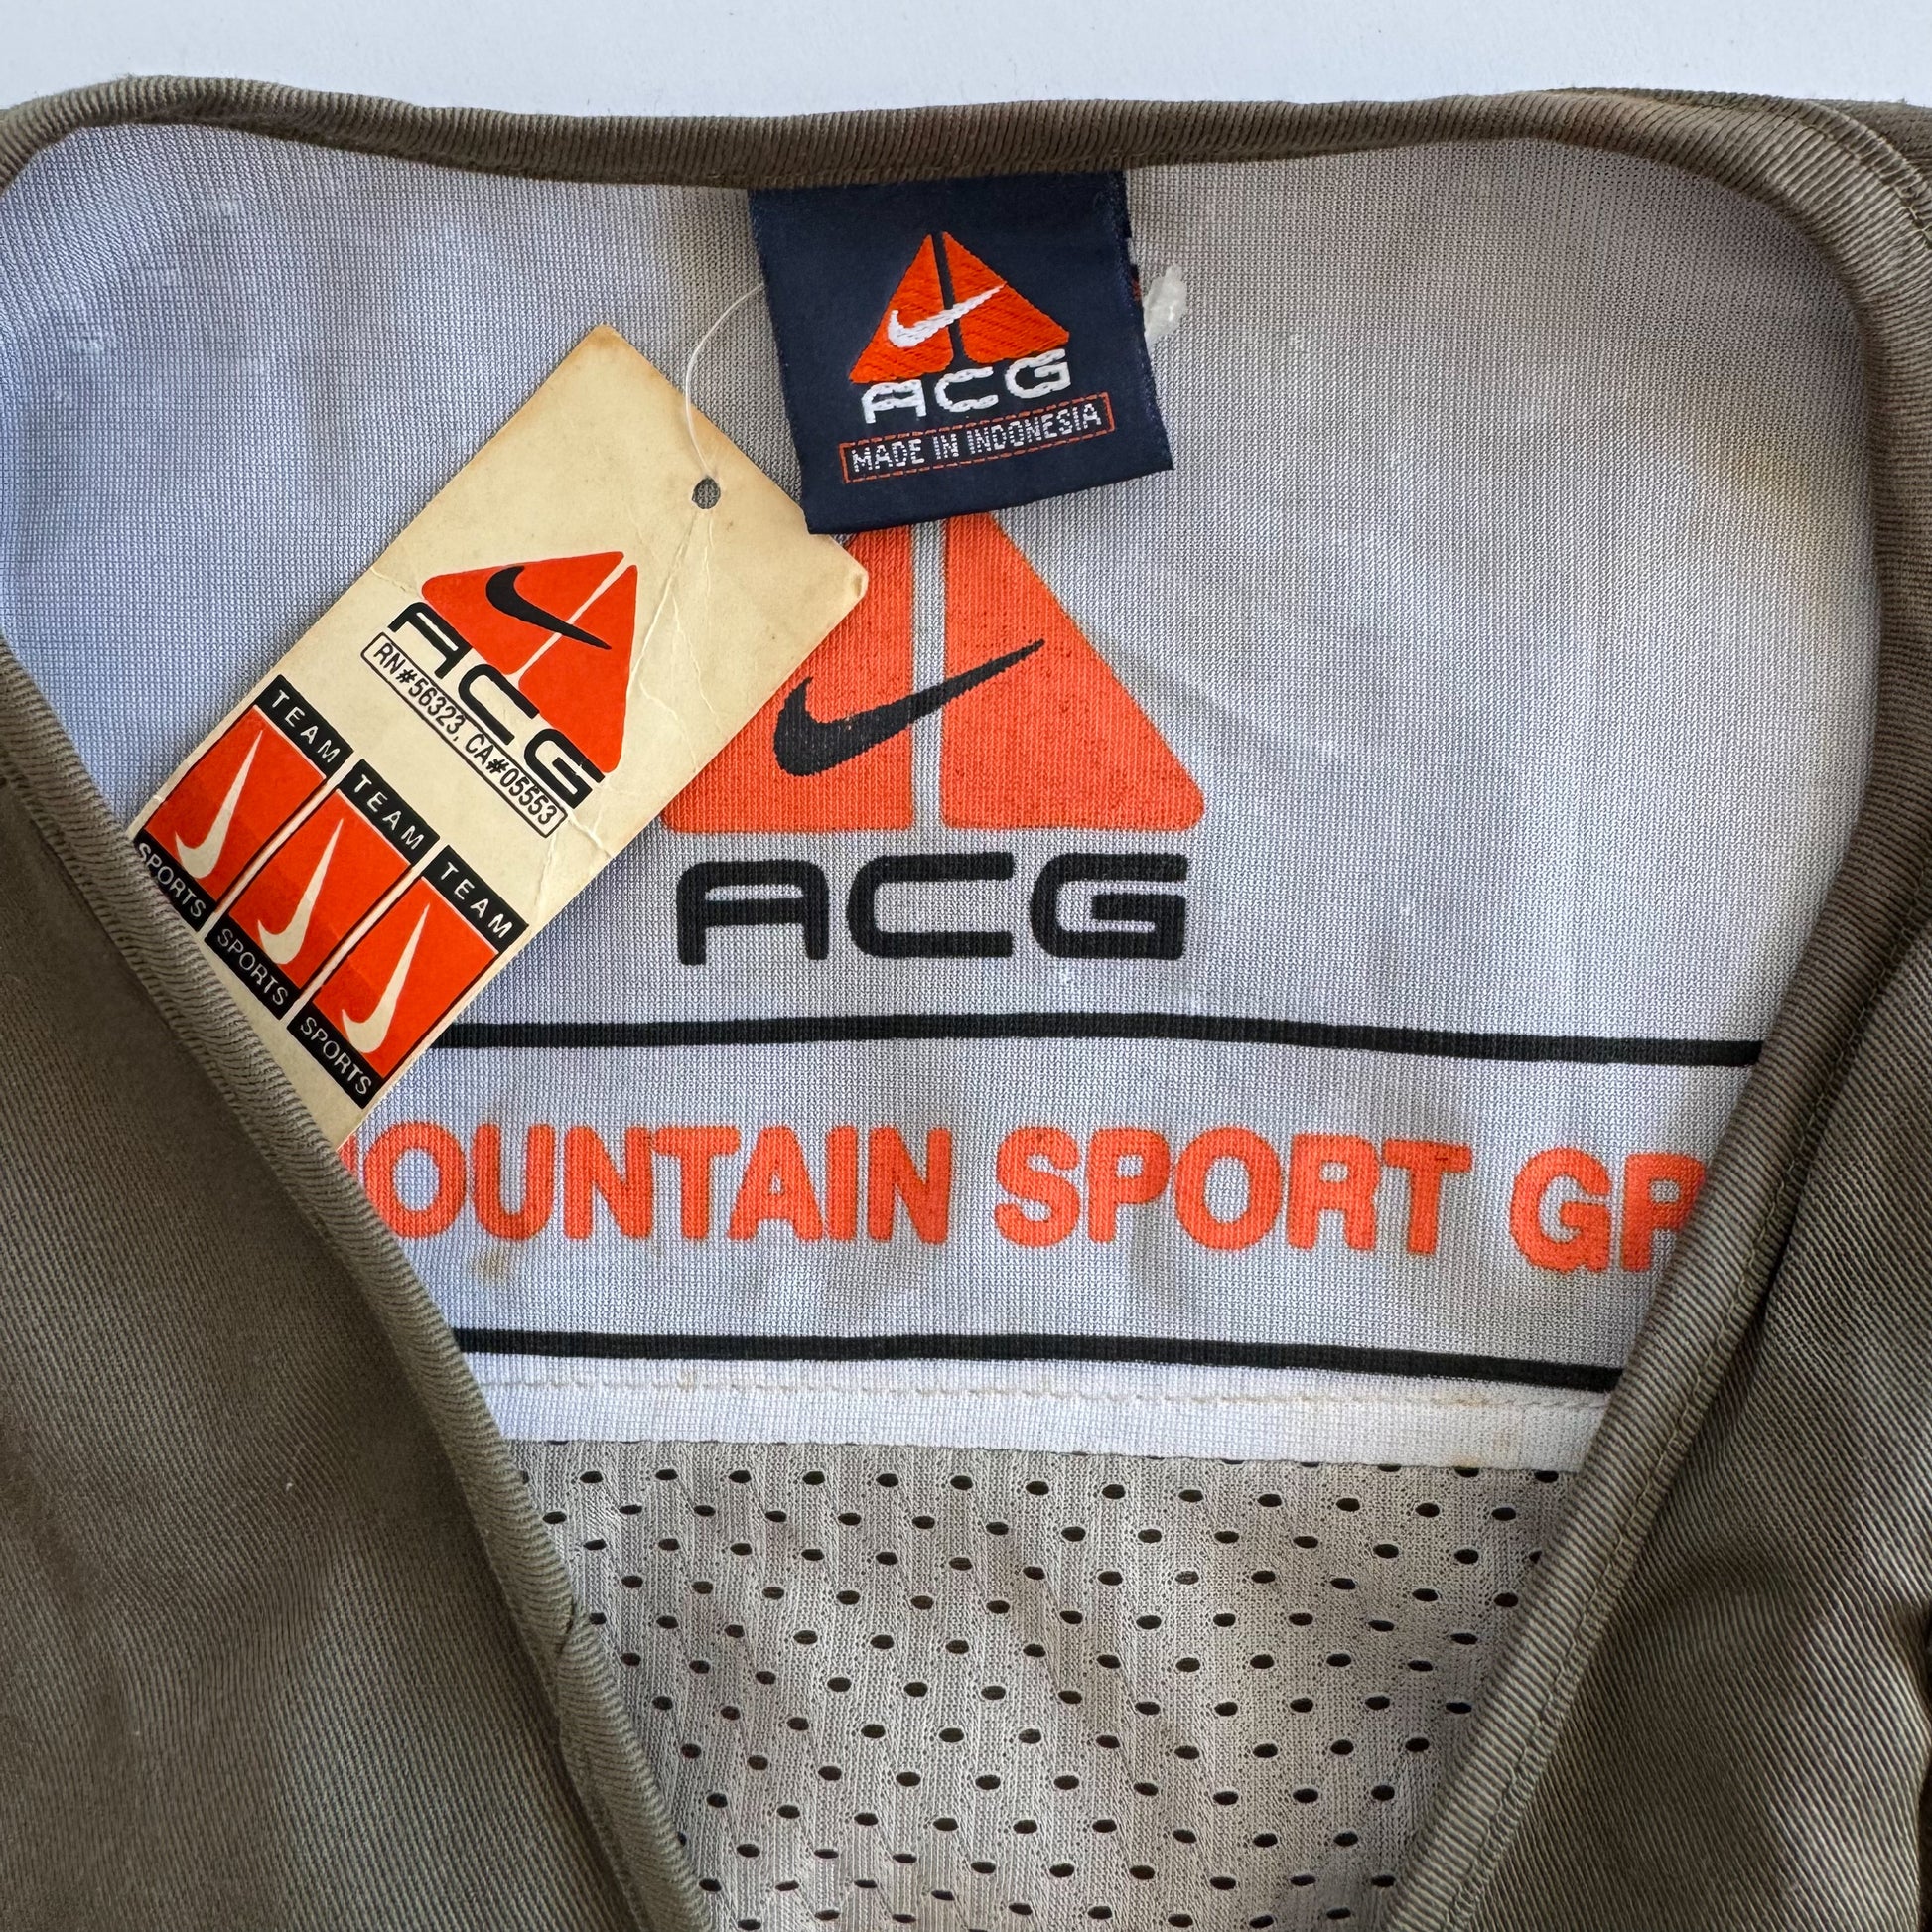 ACG
MADE IN INDONESIA
ACG
RN#56323, CA#05553
TEAM TEAM TEAM
SPORTS SPORTS SPORTS
ACG
OUNTAIN SPORT GR